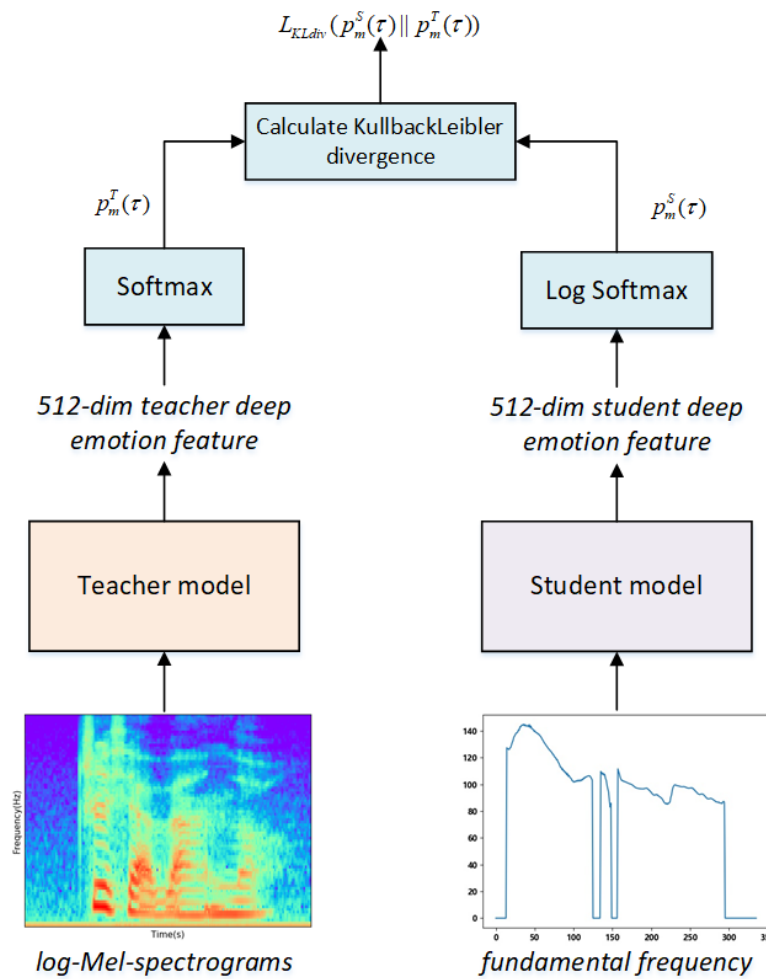 L_{KLdiv}(p_m^S(τ) || p_m^T(τ))
Calculate KullbackLeibler
divergence
p_m^T(τ)
p_m^S(τ)
Softmax
Log Softmax
512-dim teacher deep
emotion feature
512-dim student deep
emotion feature
Teacher model
Student model
Frequency(Hz)
Time(s)
140
120
100
80
60
40
20
0
0 50 100 150 200 250 300
log-Mel-spectrograms
fundamental frequency